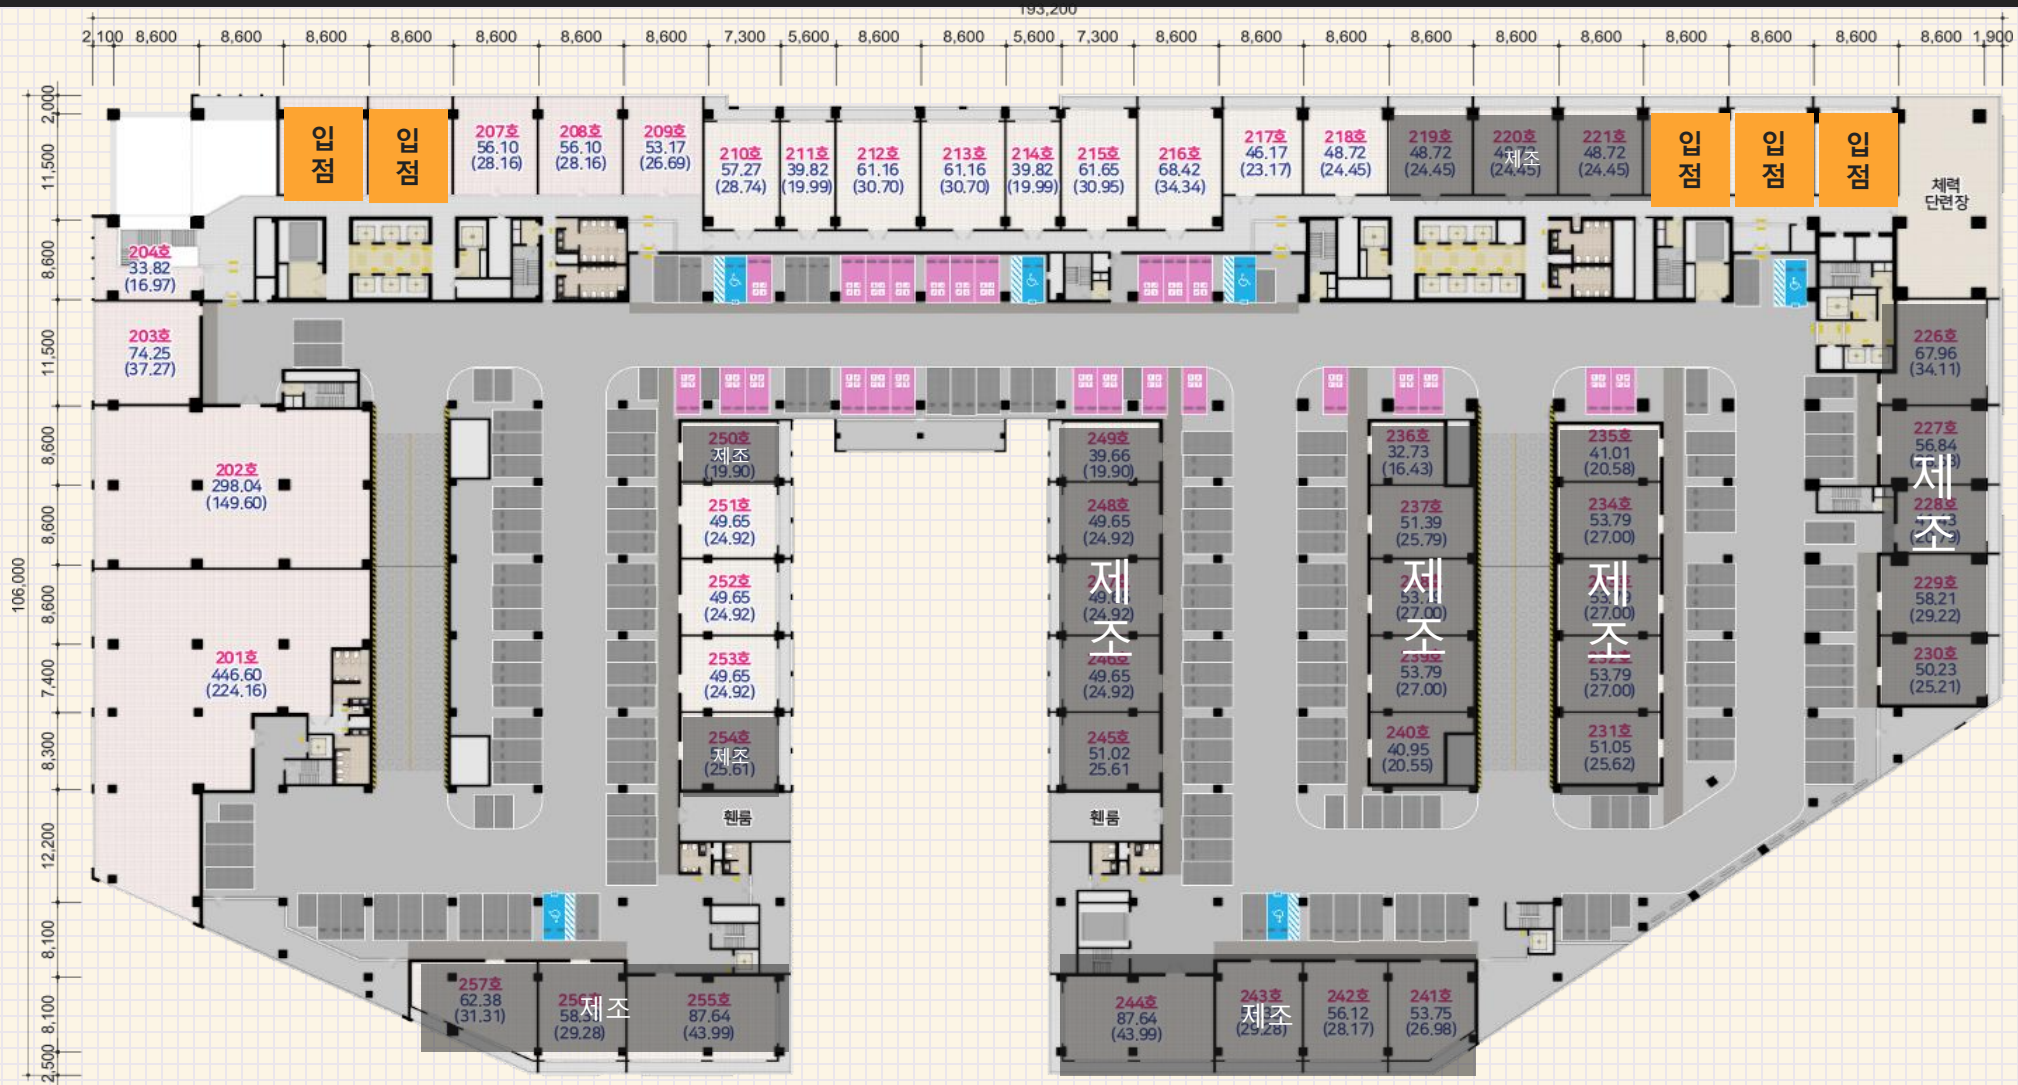 193,200
2,100 8,600 8,600 8,600 8,600 8,600 8,600 8,600 7,300 5,600 8,600 8,600 5,600 7,300 8,600 8,600 8,600 8,600 8,600 8,600 8,600 8,600 8,600 8,600 1,900
106,000
2,000
11,500
8,600
11,500
8,600
8,600
8,600
7,400
8,300
12,200
8,100
8,100
2,500
입
점
입
점
207호
56.10
(28.16)
208호
56.10
(28.16)
209호
53.17
(26.69)
210호
57.27
(28.74)
211호
39.82
(19.99)
212호
61.16
(30.70)
213호
61.16
(30.70)
214호
39.82
(19.99)
215호
61.65
(30.95)
216호
68.42
(34.34)
217호
46.17
(23.17)
218호
48.72
(24.45)
219호
48.72
(24.45)
220호
제조
(24.45)
221호
48.72
(24.45)
입
점
입
점
입
점
체력
단련장
204호
33.82
(16.97)
203호
74.25
(37.27)
202호
298.04
(149.60)
201호
446.60
(224.16)
250호
제조
(19.90)
251호
49.65
(24.92)
252호
49.65
(24.92)
253호
49.65
(24.92)
254호
제조
(25.61)
휀룸
249호
39.66
(19.90)
248호
49.65
(24.92)
제
조
(24.92)
246호
49.65
(24.92)
245호
51.02
25.61
휀룸
236호
32.73
(16.43)
237호
51.39
(25.79)
제
조
(27.00)
239호
53.79
(27.00)
240호
40.95
(20.55)
235호
41.01
(20.58)
234호
53.79
(27.00)
제
조
(27.00)
232호
53.79
(27.00)
231호
51.05
(25.62)
226호
67.96
(34.11)
227호
56.84
제
조
228호
229호
58.21
(29.22)
230호
50.23
(25.21)
257호
62.38
(31.31)
제조
(29.28)
255호
87.64
(43.99)
244호
87.64
(43.99)
243호
제조
(29.28)
242호
56.12
(28.17)
241호
53.75
(26.98)